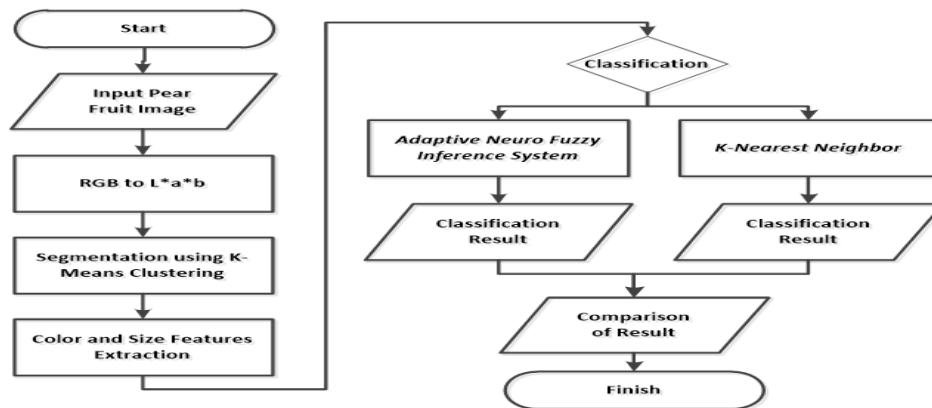 Start
Input Pear
Fruit Image
RGB to L*a*b
Segmentation using K-
Means Clustering
Color and Size Features
Extraction
Classification
Adaptive Neuro Fuzzy
Inference System
K-Nearest Neighbor
Classification
Result
Classification
Result
Comparison
of Result
Finish